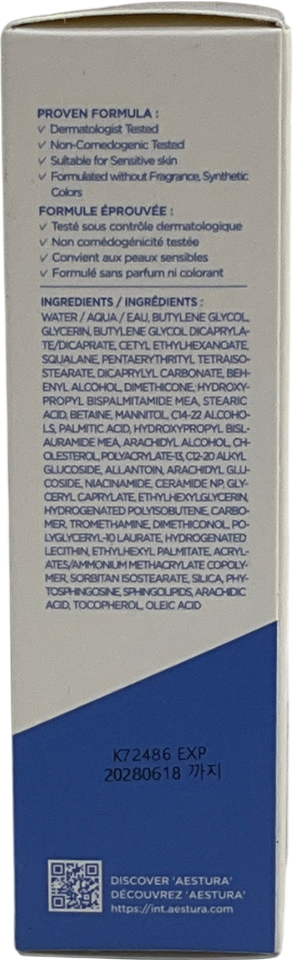 PROVEN FORMULA :
✓ Dermatologist Tested
✓ Non-Comedogenic Tested
✓ Suitable for Sensitive skin
✓ Formulated without Fragrance, Synthetic
Colors
FORMULE ÉPROUVÉE :
✓ Testé sous contrôle dermatologique
✓ Non comédogénicité testée
✓ Convient aux peaux sensibles
✓ Formulé sans parfum ni colorant
INGREDIENTS / INGRÉDIENTS :
WATER / AQUA / EAU, BUTYLENE GLYCOL,
GLYCERIN, BUTYLENE GLYCOL DICAPRYLA-
TE/DICAPRATE, CETYL ETHYLHEXANOATE,
SQUALANE, PENTAERYTHRITYL TETRAISO-
STEARATE, DICAPRYLYL CARBONATE, BEH-
ENYL ALCOHOL, DIMETHICONE, HYDROXY-
PROPYL BISPALMITAMIDE MEA, STEARIC
ACID, BETAINE, MANNITOL, C14-22 ALCOHO-
LS, PALMITIC ACID, HYDROXYPROPYL BISL-
AURAMIDE MEA, ARACHIDYL ALCOHOL, CH-
OLESTEROL, POLYACRYLATE-13, C12-20 ALKYL
GLUCOSIDE, ALLANTOIN, ARACHIDYL GLU-
COSIDE, NIACINAMIDE, CERAMIDE NP, GLY-
CERYL CAPRYLATE, ETHYLHEXYLGLYCERIN,
HYDROGENATED POLYISOBUTENE, CARBO-
MER, TROMETHAMINE, DIMETHICONOL, PO-
LYGLYCERYL-10 LAURATE, HYDROGENATED
LECITHIN, ETHYLHEXYL PALMITATE, ACRYL-
ATES/AMMONIUM METHACRYLATE COPOLY-
MER, SORBITAN ISOSTEARATE, SILICA, PHY-
TOSPHINGOSINE, SPHINGOLIPIDS, ARACHIDIC
ACID, TOCOPHEROL, OLEIC ACID
K72486 EXP
20280618 까지
DISCOVER 'AESTURA'
DÉCOUVREZ 'AESTURA'
https://int.aestura.com